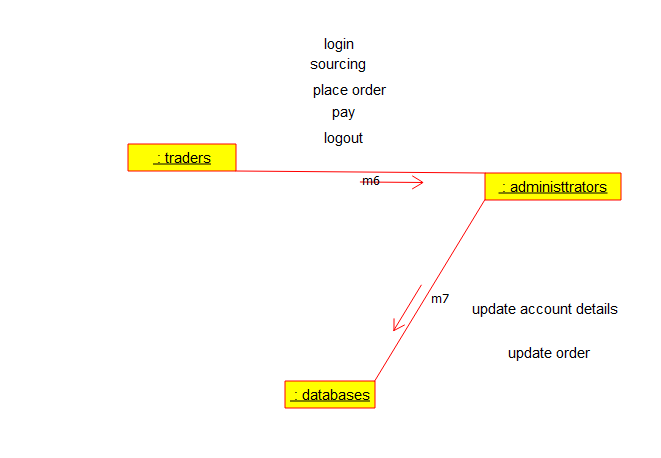 login
sourcing
place order
pay
logout
: traders
m6
: administtrators
m7
update account details
update order
: databases